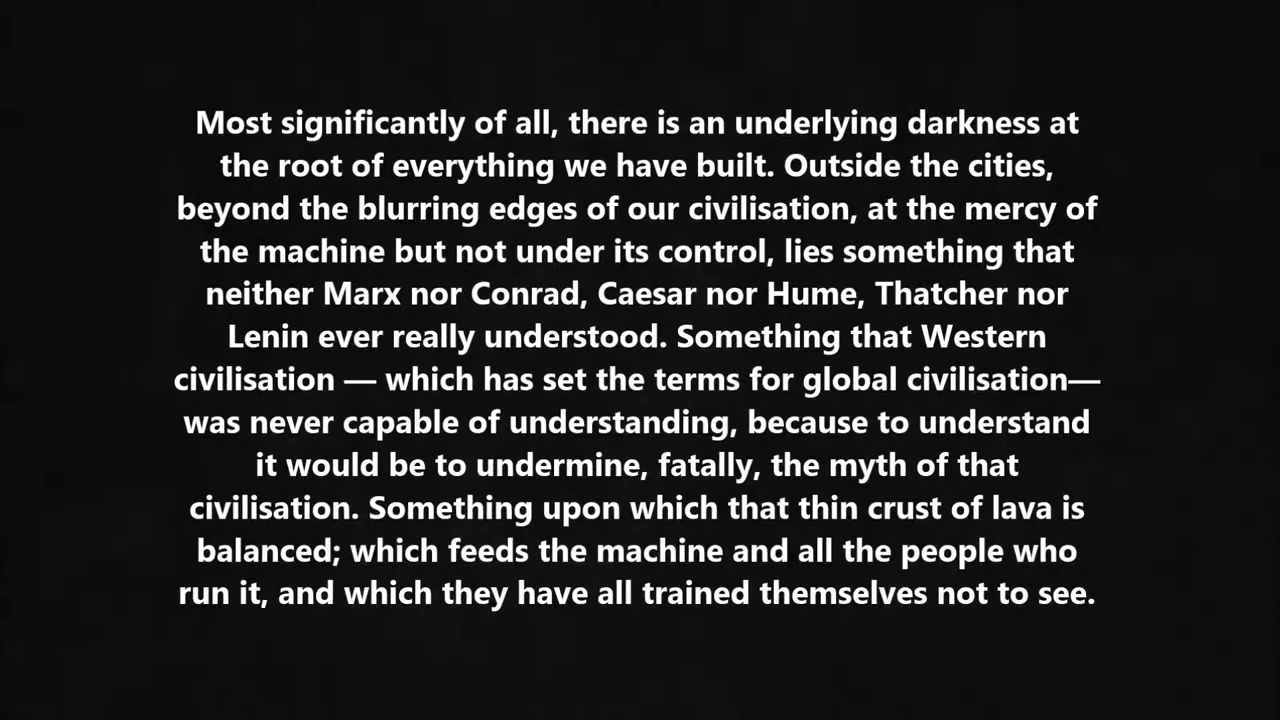 Most significantly of all, there is an underlying darkness at
the root of everything we have built. Outside the cities,
beyond the blurring edges of our civilisation, at the mercy of
the machine but not under its control, lies something that
neither Marx nor Conrad, Caesar nor Hume, Thatcher nor
Lenin ever really understood. Something that Western
civilisation — which has set the terms for global civilisation—
was never capable of understanding, because to understand
it would be to undermine, fatally, the myth of that
civilisation. Something upon which that thin crust of lava is
balanced; which feeds the machine and all the people who
run it, and which they have all trained themselves not to see.